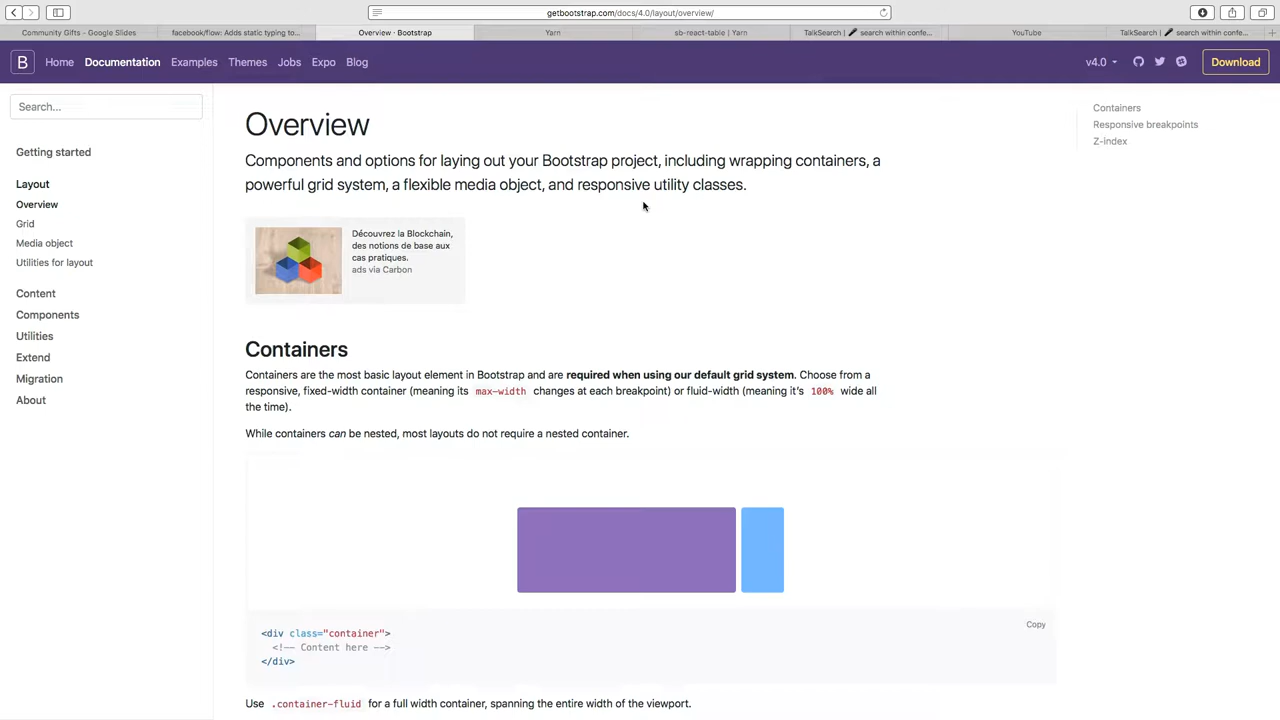 getbootstrap.com/docs/4.0/layout/overview/
Community Gifts - Google Slides
facebook/flow: Adds static typing to...
Overview · Bootstrap
Yarn
sb-react-table | Yarn
TalkSearch | 🎤 search within confe...
YouTube
TalkSearch | 🎤 search within confe...
B
Home
Documentation
Examples
Themes
Jobs
Expo
Blog
v4.0
Download
Search...
Getting started
Layout
Overview
Grid
Media object
Utilities for layout
Content
Components
Utilities
Extend
Migration
About
Overview
Components and options for laying out your Bootstrap project, including wrapping containers, a
powerful grid system, a flexible media object, and responsive utility classes.
Découvrez la Blockchain,
des notions de base aux
cas pratiques.
ads via Carbon
Containers
Containers are the most basic layout element in Bootstrap and are required when using our default grid system. Choose from a
responsive, fixed-width container (meaning its max-width changes at each breakpoint) or fluid-width (meaning it's 100% wide all
the time).
While containers can be nested, most layouts do not require a nested container.
Copy
<div class="container">
<!-- Content here -->
</div>
Use .container-fluid for a full width container, spanning the entire width of the viewport.
Containers
Responsive breakpoints
Z-index